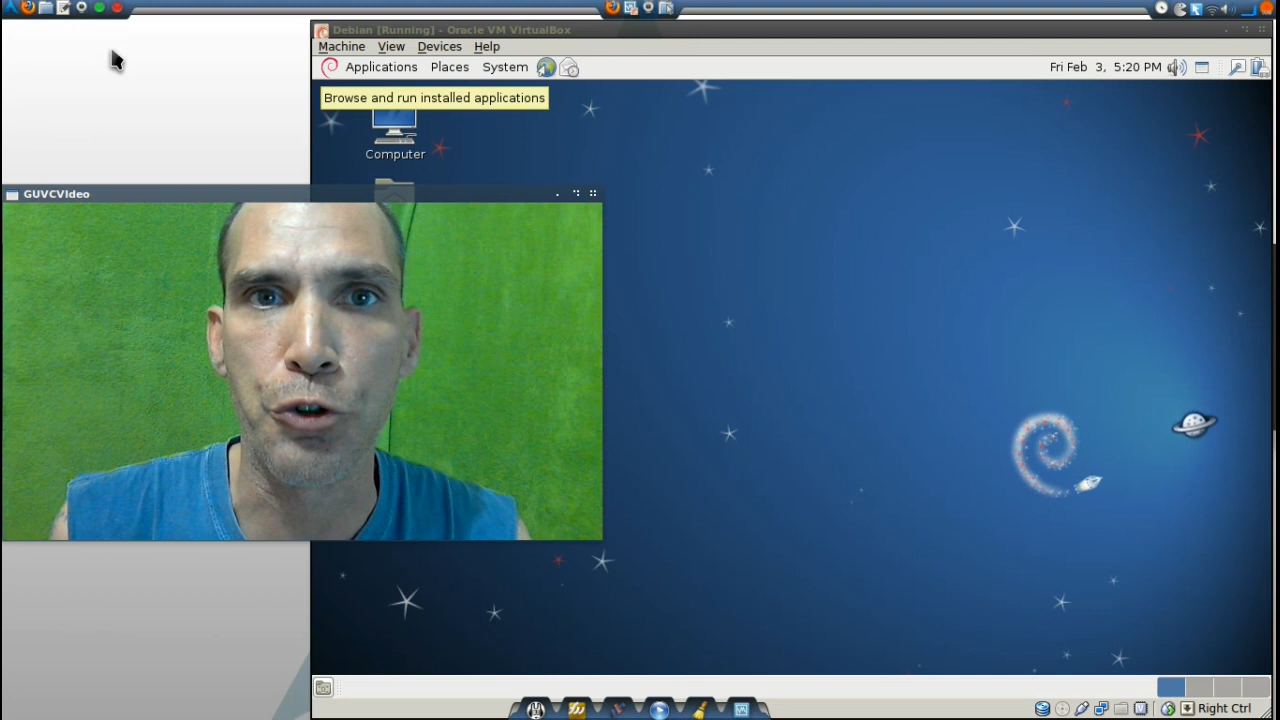 Debian [Running] - Oracle VM VirtualBox
Machine View Devices Help
Applications Places System Fri Feb 3, 5:20 PM
Browse and run installed applications
Computer
GUVCVideo
Right Ctrl